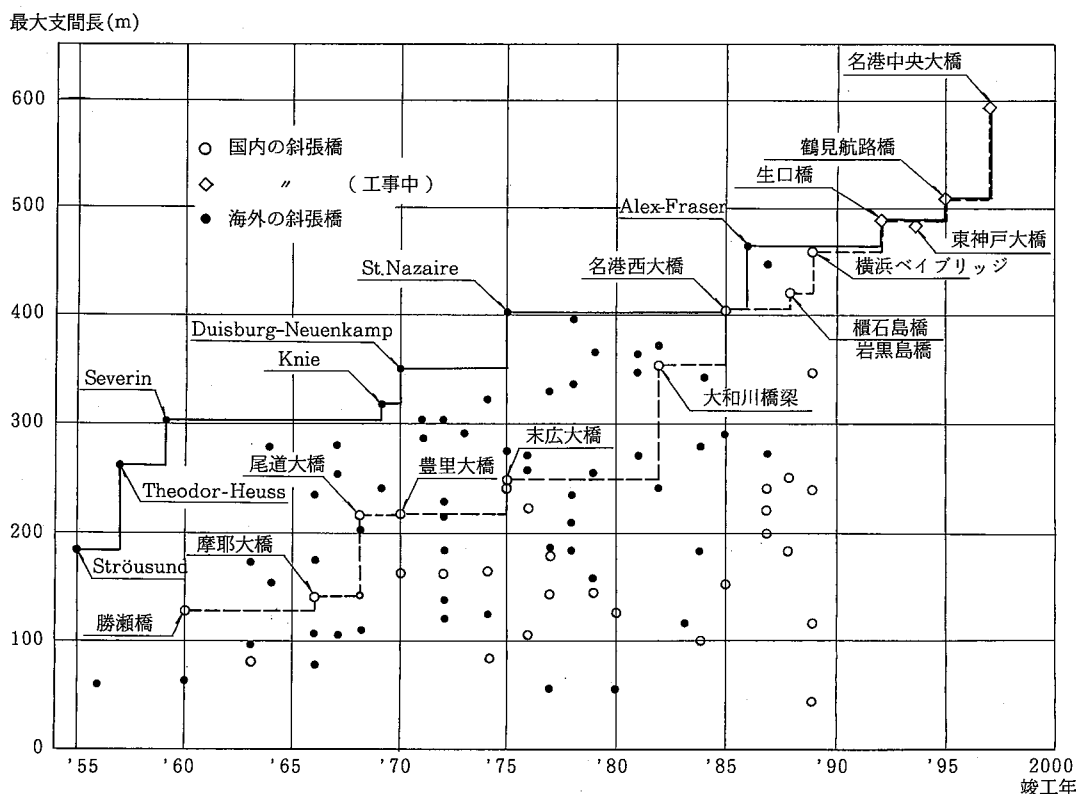 最大支間長(m)
600
500
400
300
200
100
0
○ 国内の斜張橋
◇ 〃 (工事中)
● 海外の斜張橋
名港中央大橋
鶴見航路橋
生口橋
Alex-Fraser
東神戸大橋
St.Nazaire
名港西大橋
横浜ベイブリッジ
Duisburg-Neuenkamp
櫃石島橋
岩黒島橋
Knie
Severin
大和川橋梁
末広大橋
尾道大橋
豊里大橋
Theodor-Heuss
摩耶大橋
Ströusund
勝瀬橋
'55 '60 '65 '70 '75 '80 '85 '90 '95 2000
竣工年